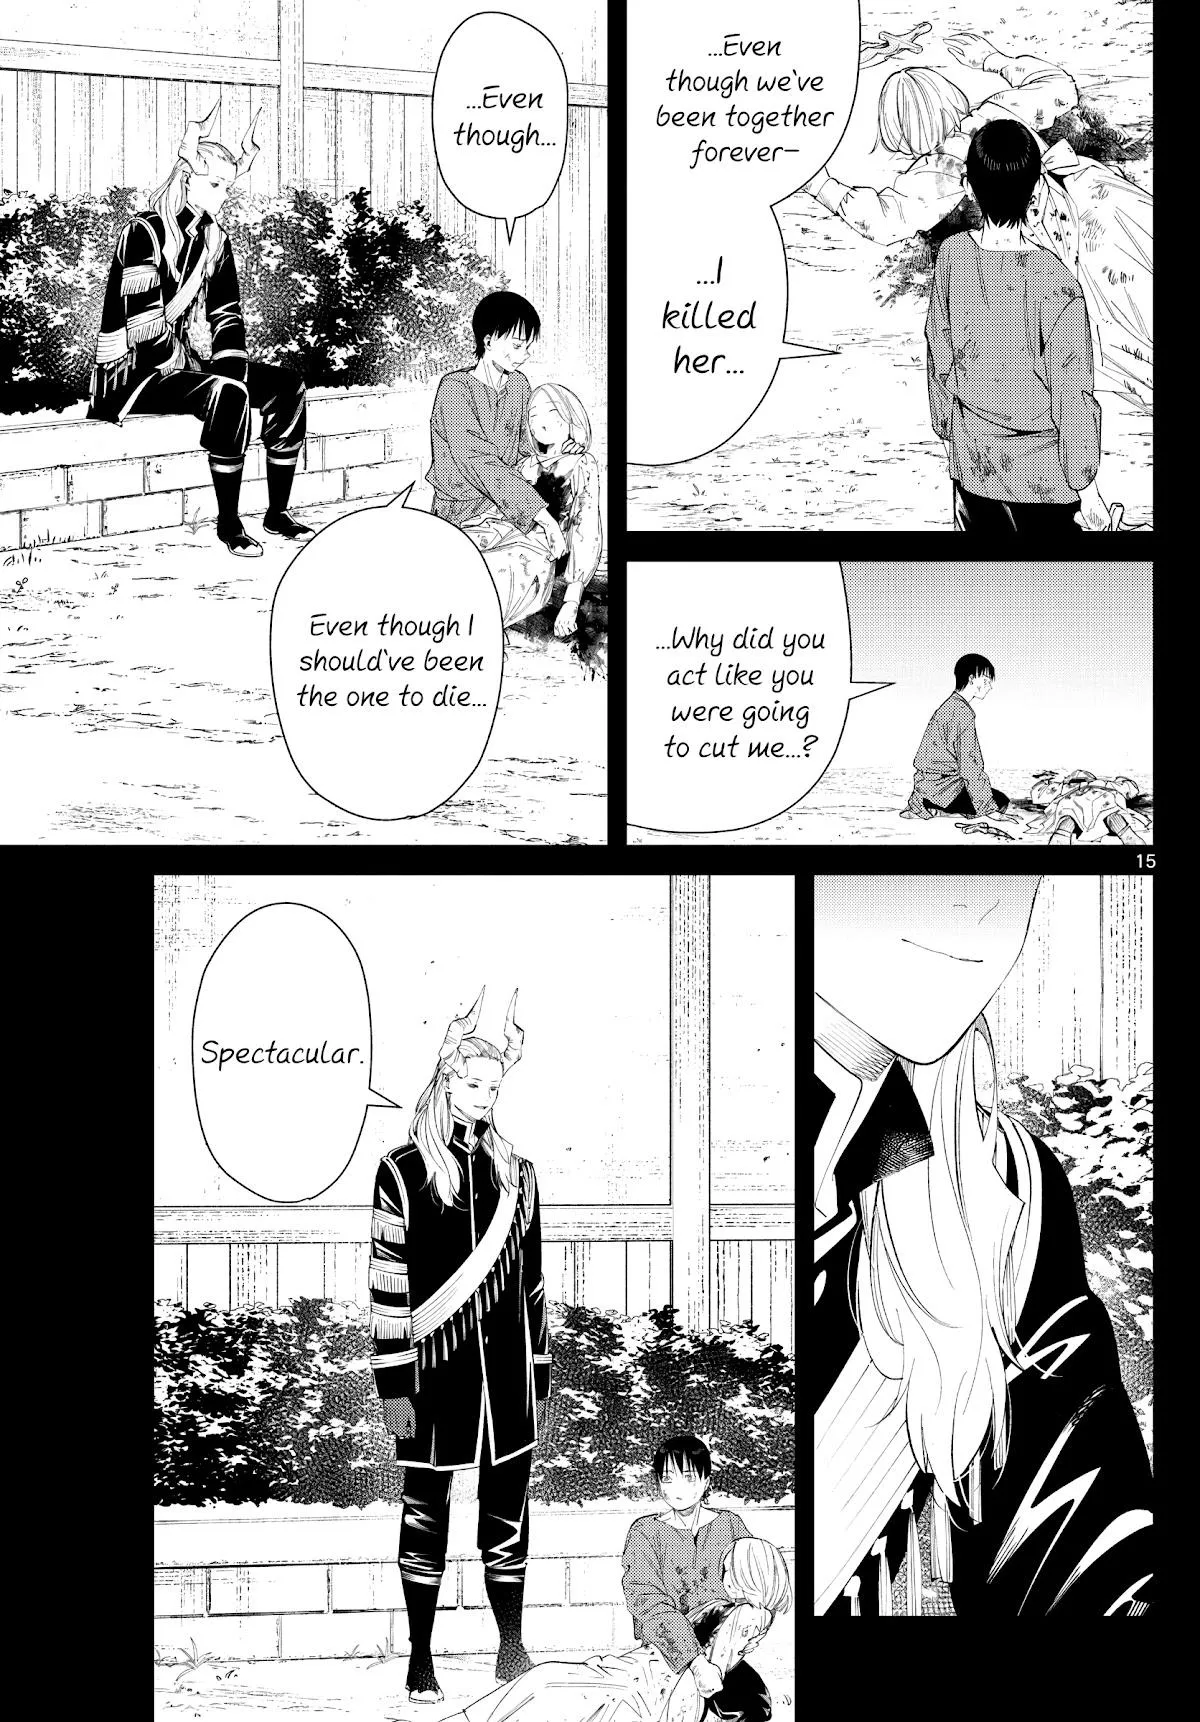 ...Even
though we've
been together
forever—
...I
killed
her...
...Why did you
act like you
were going
to cut me...?
...Even
though...
Even though I
should've been
the one to die...
15
Spectacular.